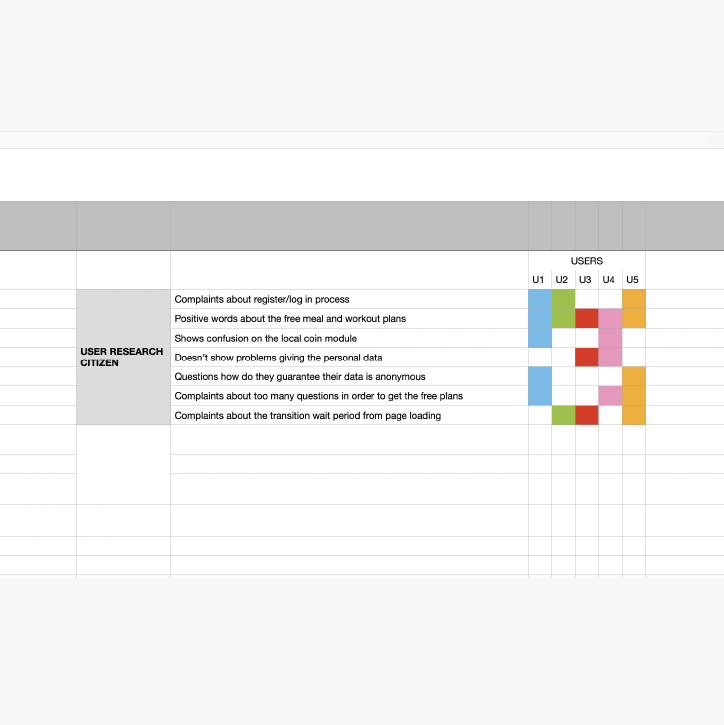 USERS
U1 U2 U3 U4 U5
Complaints about register/log in process
Positive words about the free meal and workout plans
Shows confusion on the local coin module
USER RESEARCH
CITIZEN
Doesn't show problems giving the personal data
Questions how do they guarantee their data is anonymous
Complaints about too many questions in order to get the free plans
Complaints about the transition wait period from page loading